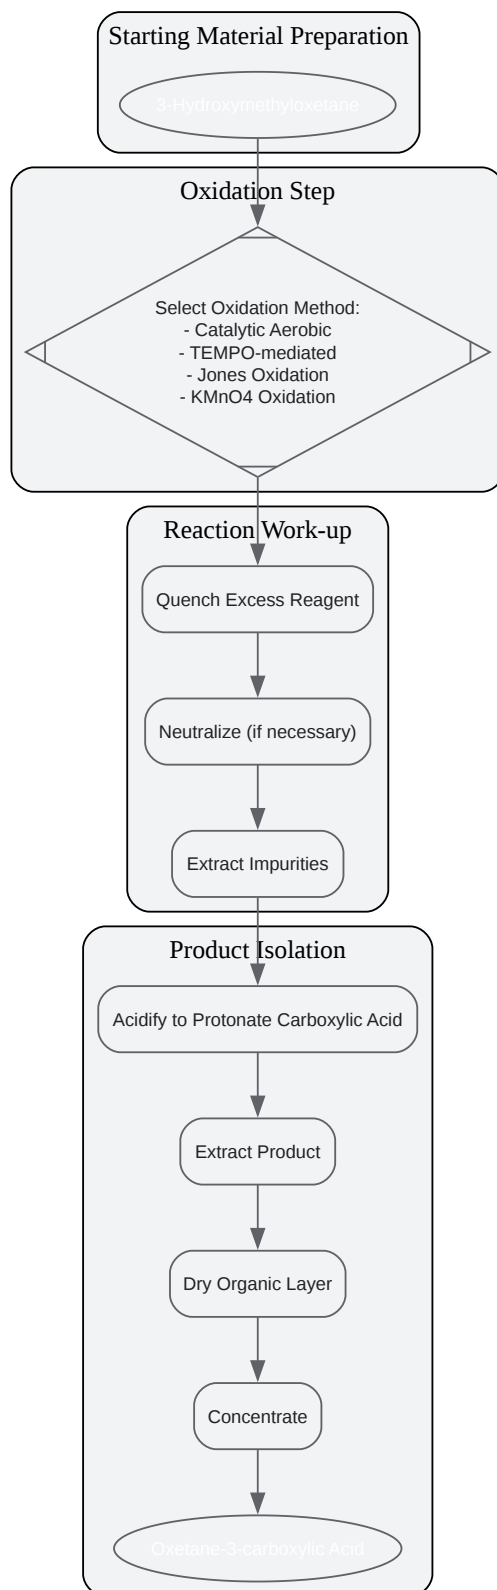 Starting Material Preparation
3-Hydroxymethyloxetane
Oxidation Step
Select Oxidation Method:
- Catalytic Aerobic
- TEMPO-mediated
- Jones Oxidation
- KMnO4 Oxidation
Reaction Work-up
Quench Excess Reagent
Neutralize (if necessary)
Extract Impurities
Product Isolation
Acidify to Protonate Carboxylic Acid
Extract Product
Dry Organic Layer
Concentrate
Oxetane-3-carboxylic Acid